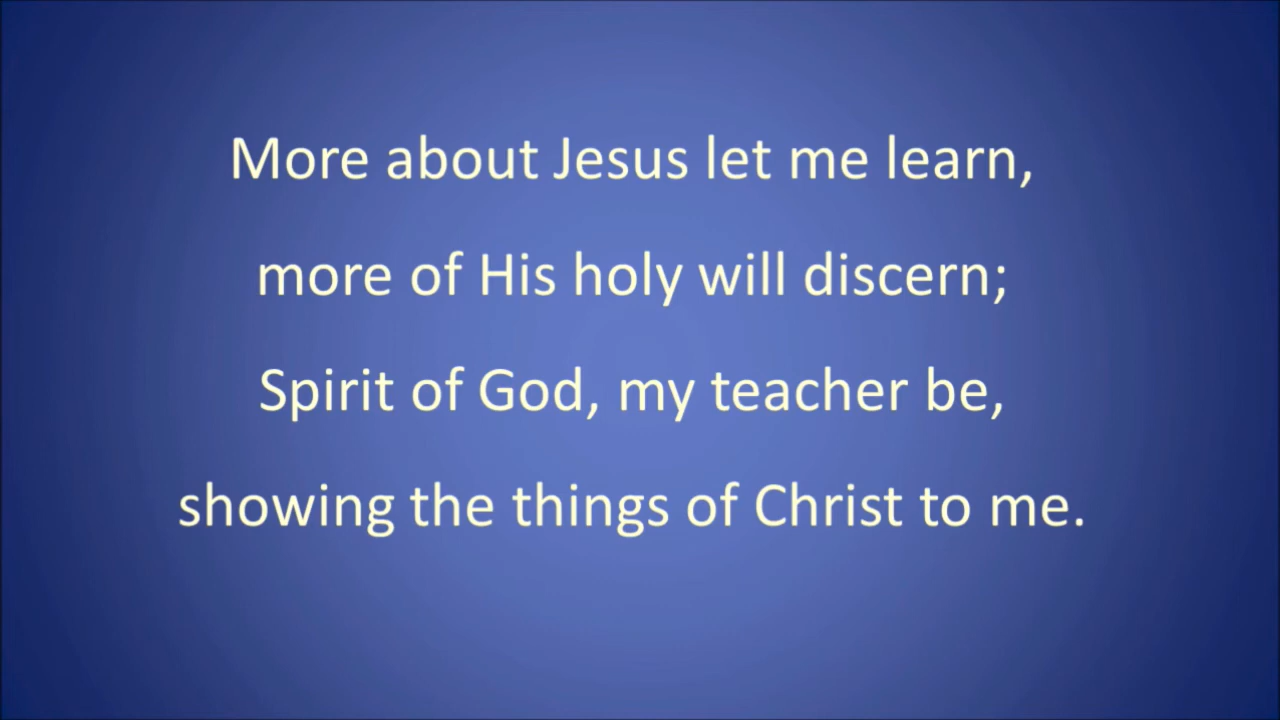 More about Jesus let me learn,
more of His holy will discern;
Spirit of God, my teacher be,
showing the things of Christ to me.